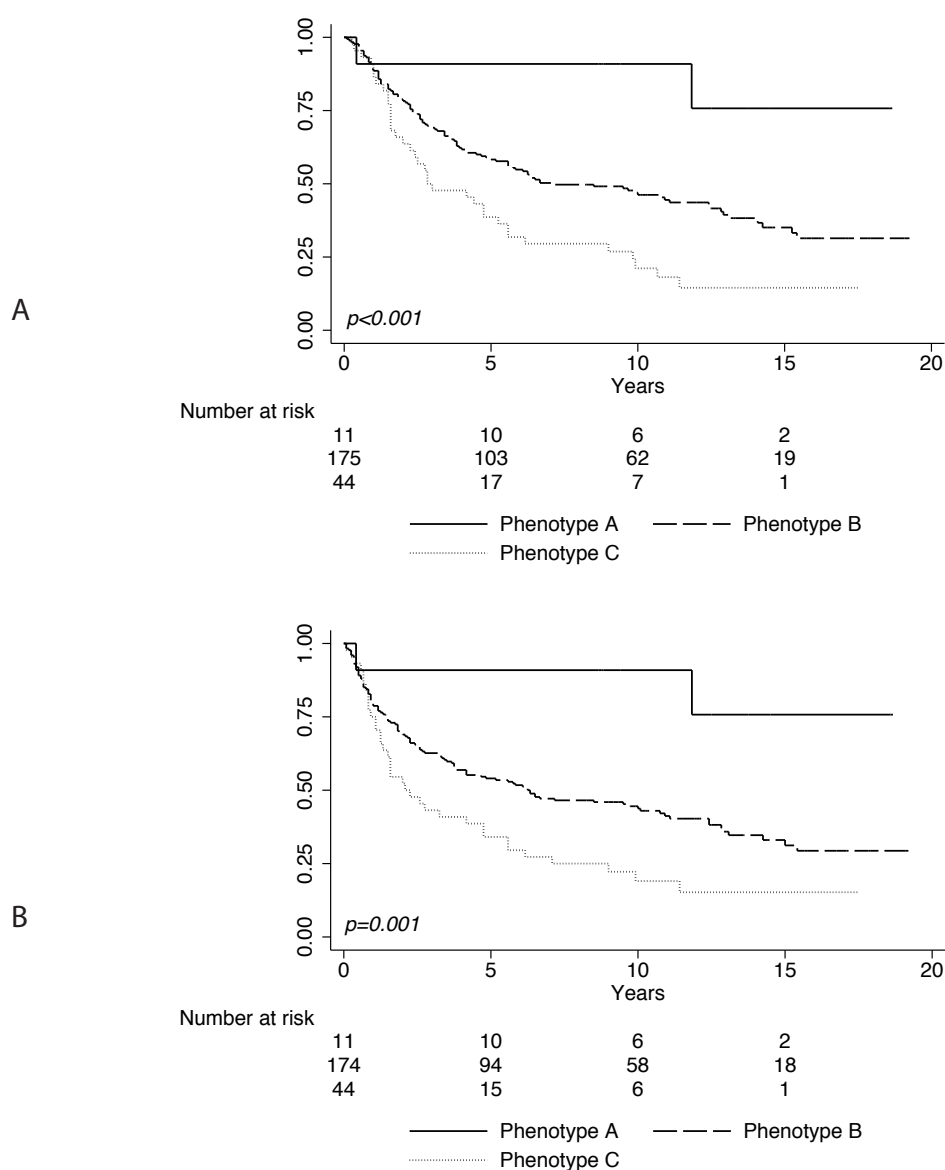 1.00
0.75
0.50
0.25
0.00
p<0.001
A
0 5 10 15 20
Years
Number at risk
11 10 6 2
175 103 62 19
44 17 7 1
Phenotype A Phenotype B
Phenotype C
1.00
0.75
0.50
0.25
0.00
p=0.001
B
0 5 10 15 20
Years
Number at risk
11 10 6 2
174 94 58 18
44 15 6 1
Phenotype A Phenotype B
Phenotype C